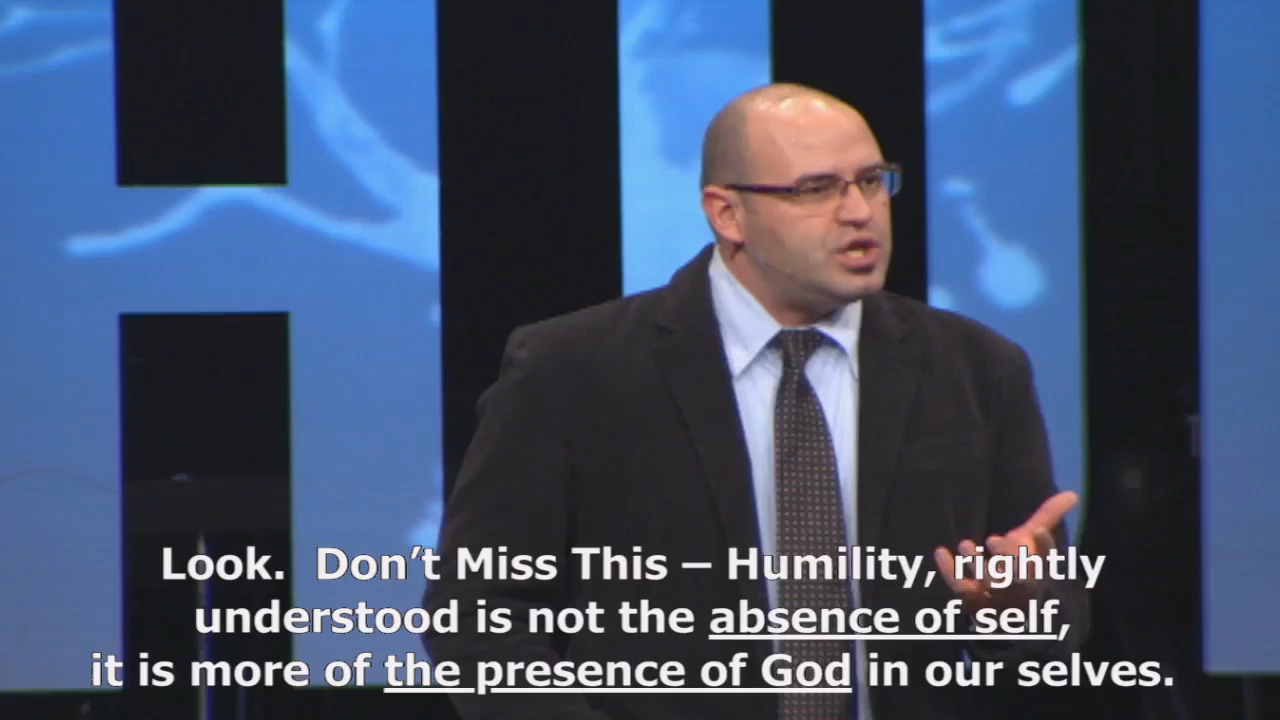 Look.  Don’t Miss This – Humility, rightly
understood is not the absence of self,
it is more of the presence of God in our selves.